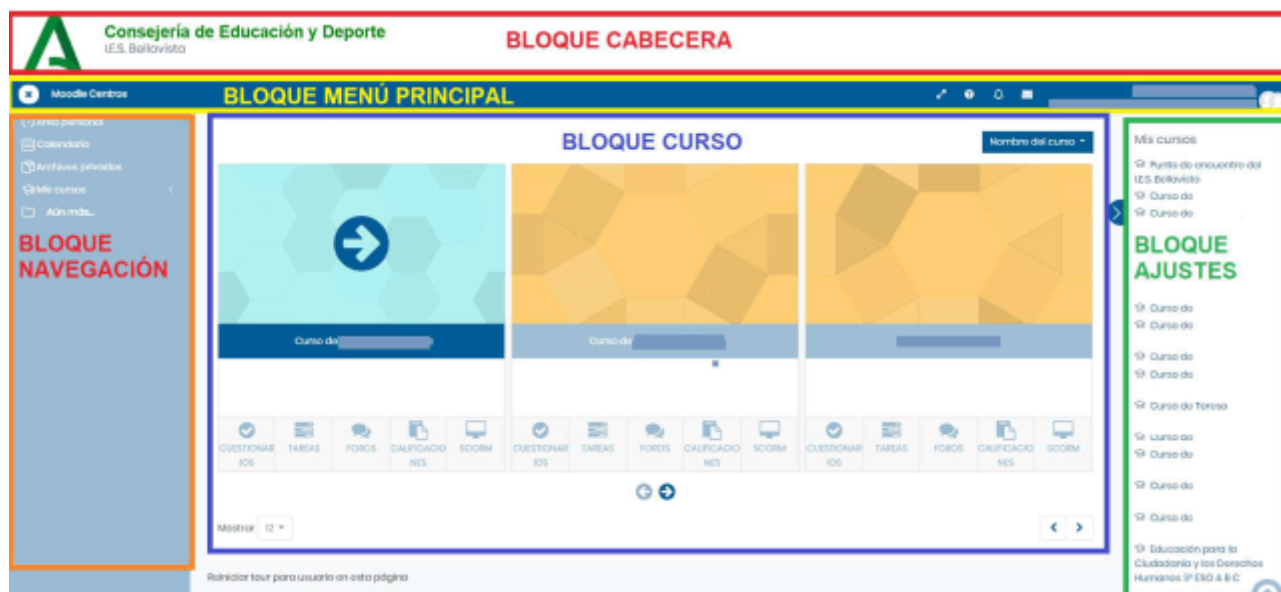 Consejería de Educación y Deporte
I.E.S. Bellavista
BLOQUE CABECERA
Moodle Centros
BLOQUE MENÚ PRINCIPAL
Área personal
Calendario
Archivos privados
Mis cursos
Aún más...
BLOQUE
NAVEGACIÓN
BLOQUE CURSO
Nombre del curso
Curso de
Curso de
CUESTIONAR
IOS
TAREAS
FOROS
CALIFICACIO
NES
SCORM
CUESTIONAR
IOS
TAREAS
FOROS
CALIFICACIO
NES
SCORM
CUESTIONAR
IOS
TAREAS
FOROS
CALIFICACIO
NES
SCORM
Mostrar 12
Reiniciar tour para usuario en esta página
Mis cursos
Punto de encuentro del
I.E.S. Bellavista
Curso de
Curso de
BLOQUE
AJUSTES
Curso de
Curso de
Curso de
Curso de
Curso de Teresa
Curso de
Curso de
Curso de
Curso de
Educación para la
Ciudadanía y los Derechos
Humanos 3º ESO A B C